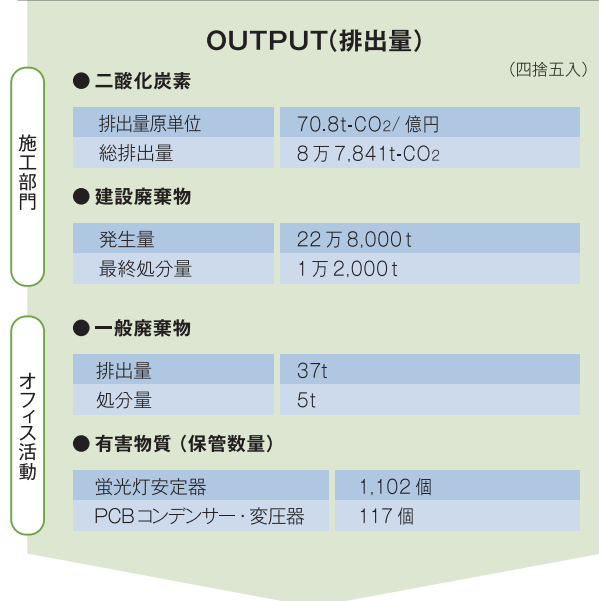 OUTPUT(排出量)
(四捨五入)
施工部門
● 二酸化炭素
排出量原単位 70.8t-CO2/億円
総排出量 8万7,841t-CO2
● 建設廃棄物
発生量 22万8,000t
最終処分量 1万2,000t
オフィス活動
● 一般廃棄物
排出量 37t
処分量 5t
● 有害物質(保管数量)
蛍光灯安定器 1,102個
PCBコンデンサー・変圧器 117個